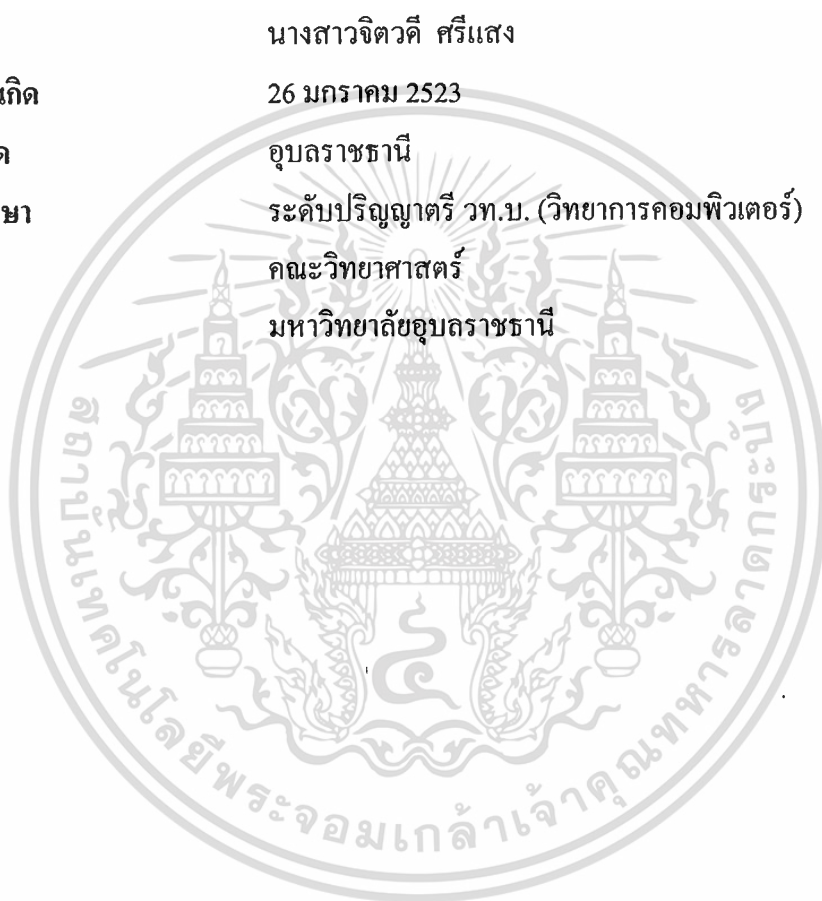 นางสาวจิตวดี ศรีแสง
นเกิด 26 มกราคม 2523
ด อุบลราชธานี
ษา ระดับปริญญาตรี วท.บ. (วิทยาการคอมพิวเตอร์)
คณะวิทยาศาสตร์
มหาวิทยาลัยอุบลราชธานี
สถาบันเทคโนโลยีพระจอมเกล้าเจ้าคุณทหารลาดกระบัง
๔